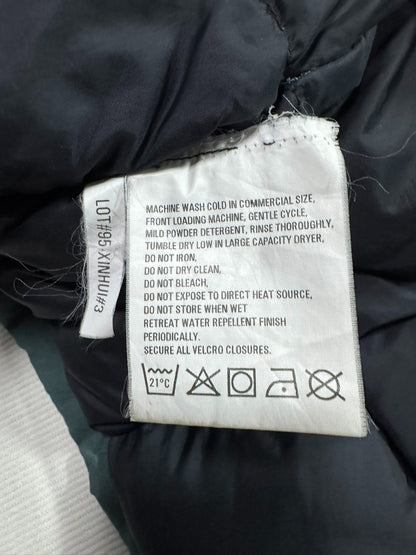 MACHINE WASH COLD IN COMMERCIAL SIZE,
FRONT LOADING MACHINE, GENTLE CYCLE,
MILD POWDER DETERGENT, RINSE THOROUGHLY,
TUMBLE DRY LOW IN LARGE CAPACITY DRYER,
DO NOT IRON,
DO NOT DRY CLEAN,
DO NOT BLEACH,
DO NOT EXPOSE TO DIRECT HEAT SOURCE,
DO NOT STORE WHEN WET
RETREAT WATER REPELLENT FINISH
PERIODICALLY.
SECURE ALL VELCRO CLOSURES.
21°C
LOT#95/XINHUI#3